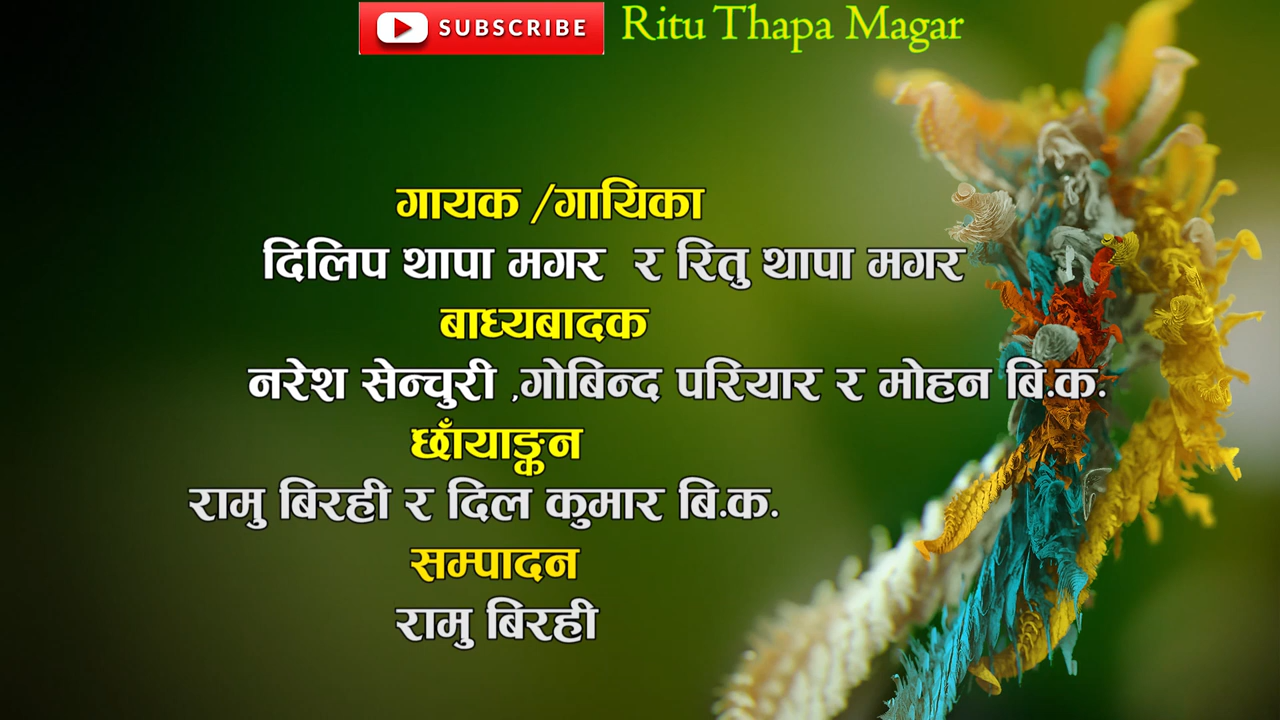 SUBSCRIBE Ritu Thapa Magar
गायक /गायिका
दिलिप थापा मगर र रितु थापा मगर
बाध्यबादक
नरेश सेन्चुरी ,गोबिन्द परियार र मोहन बि.क.
छाँयाङ्कन
रामु बिरही र दिल कुमार बि.क.
सम्पादन
रामु बिरही